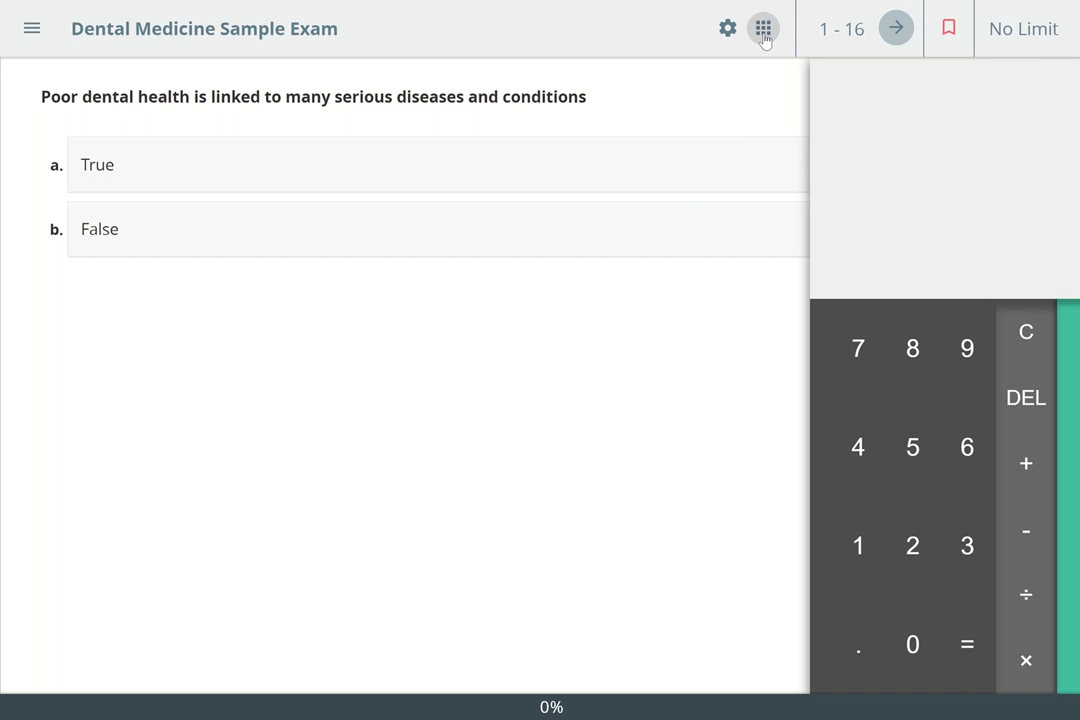 Dental Medicine Sample Exam
1 - 16
No Limit
Poor dental health is linked to many serious diseases and conditions
a. True
b. False
C
7 8 9
DEL
4 5 6
+
-
1 2 3
÷
. 0 =
×
0%